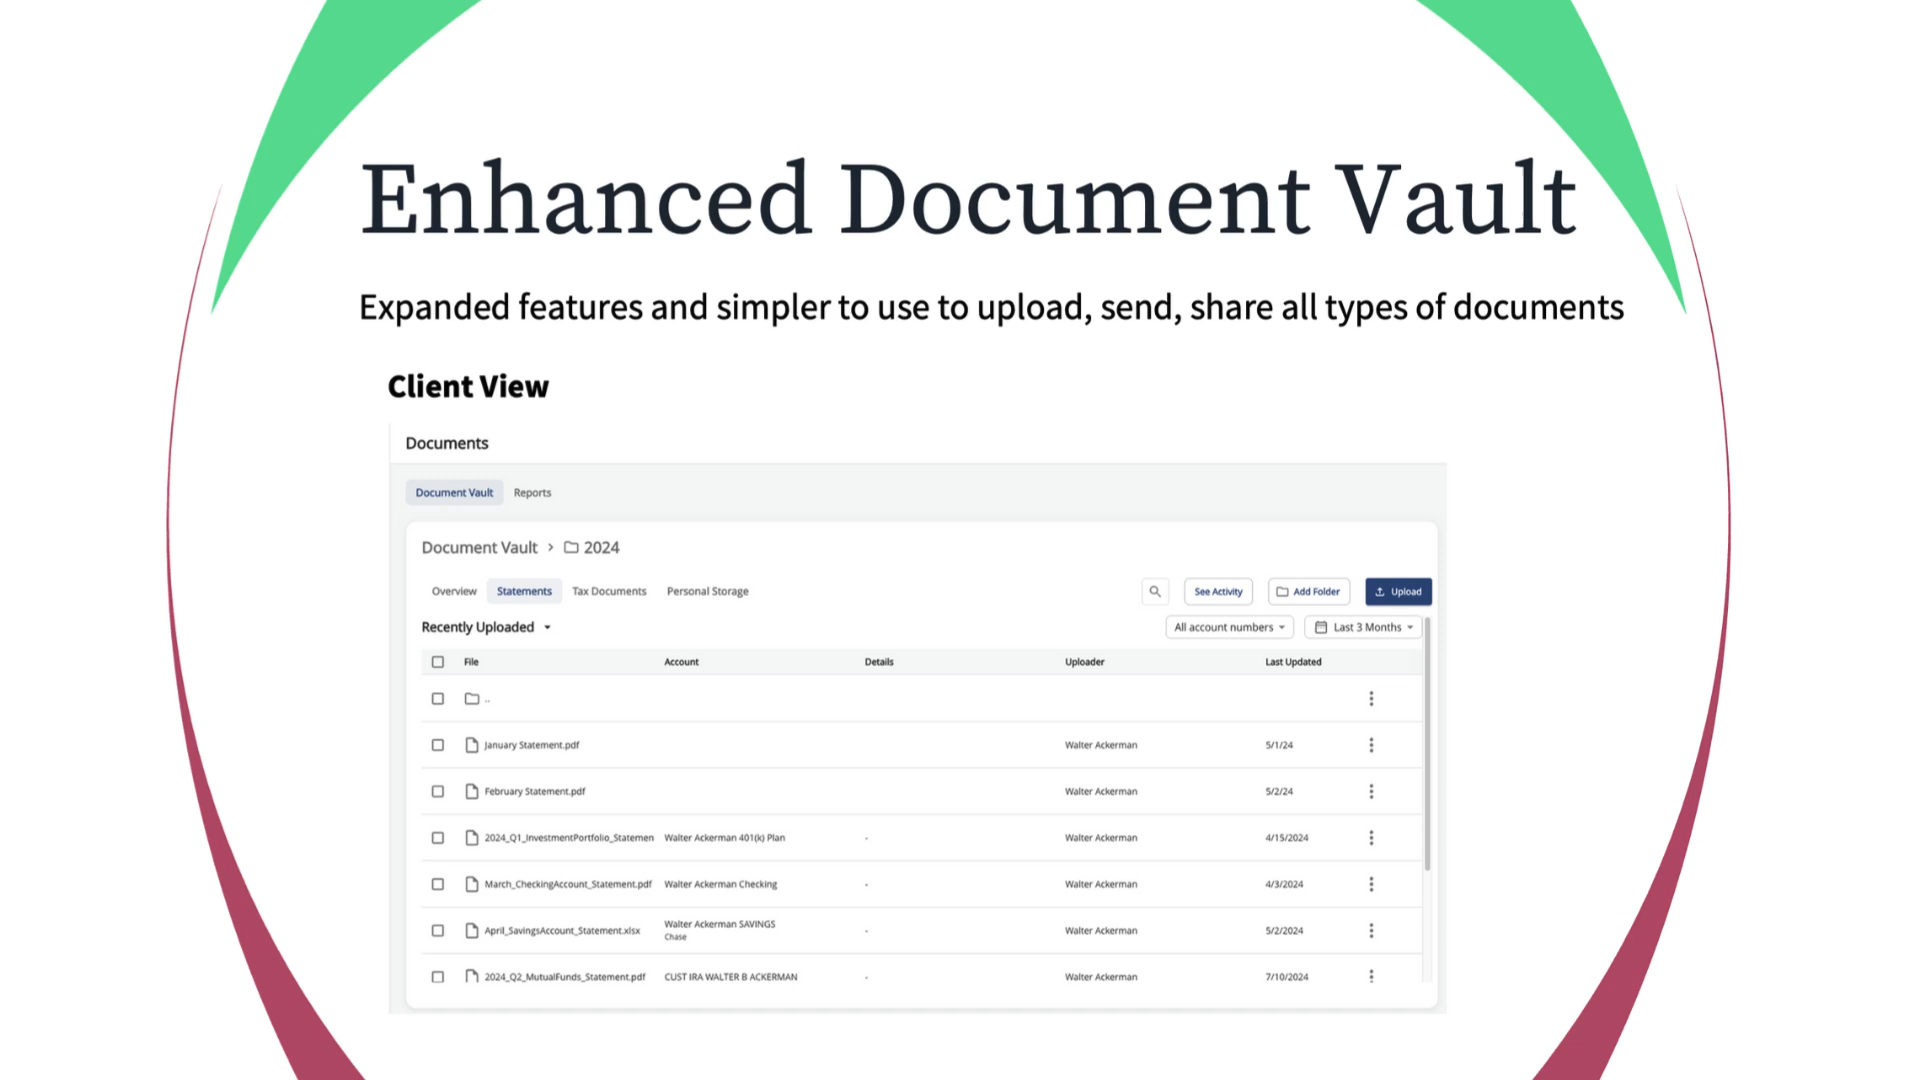 Enhanced Document Vault
Expanded features and simpler to use to upload, send, share all types of documents
Client View
Documents
Document Vault Reports
Document Vault > 2024
Overview Statements Tax Documents Personal Storage See Activity Add Folder Upload
Recently Uploaded All account numbers Last 3 Months
File Account Details Uploader Last Updated
..
January Statement.pdf Walter Ackerman 5/1/24
February Statement.pdf Walter Ackerman 5/2/24
2024_Q1_InvestmentPortfolio_Statemen Walter Ackerman 401(k) Plan - Walter Ackerman 4/15/2024
March_CheckingAccount_Statement.pdf Walter Ackerman Checking - Walter Ackerman 4/3/2024
April_SavingsAccount_Statement.xlsx Walter Ackerman SAVINGS - Walter Ackerman 5/2/2024
Chase
2024_Q2_MutualFunds_Statement.pdf CUST IRA WALTER B ACKERMAN - Walter Ackerman 7/10/2024